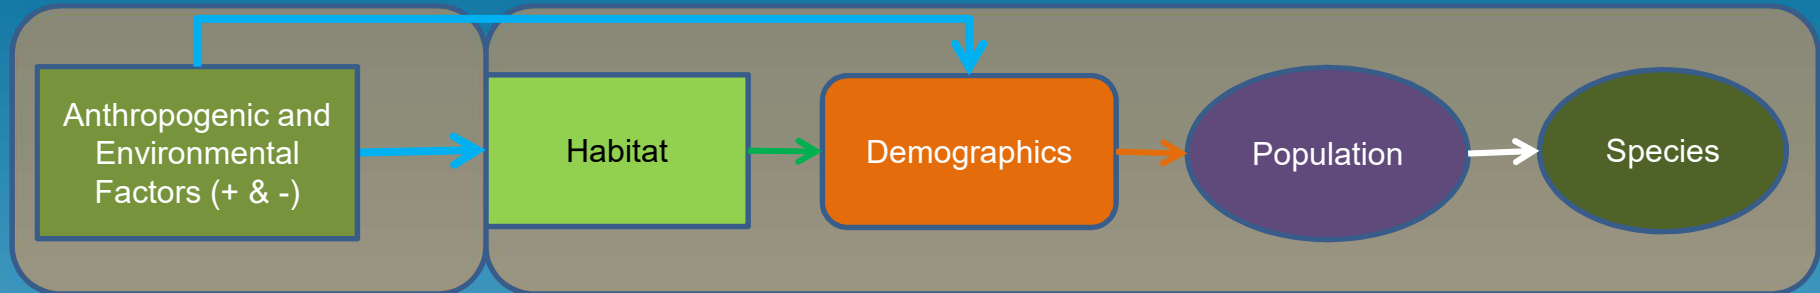 Anthropogenic and
Environmental
Factors (+ & -)
Habitat
Demographics
Population
Species